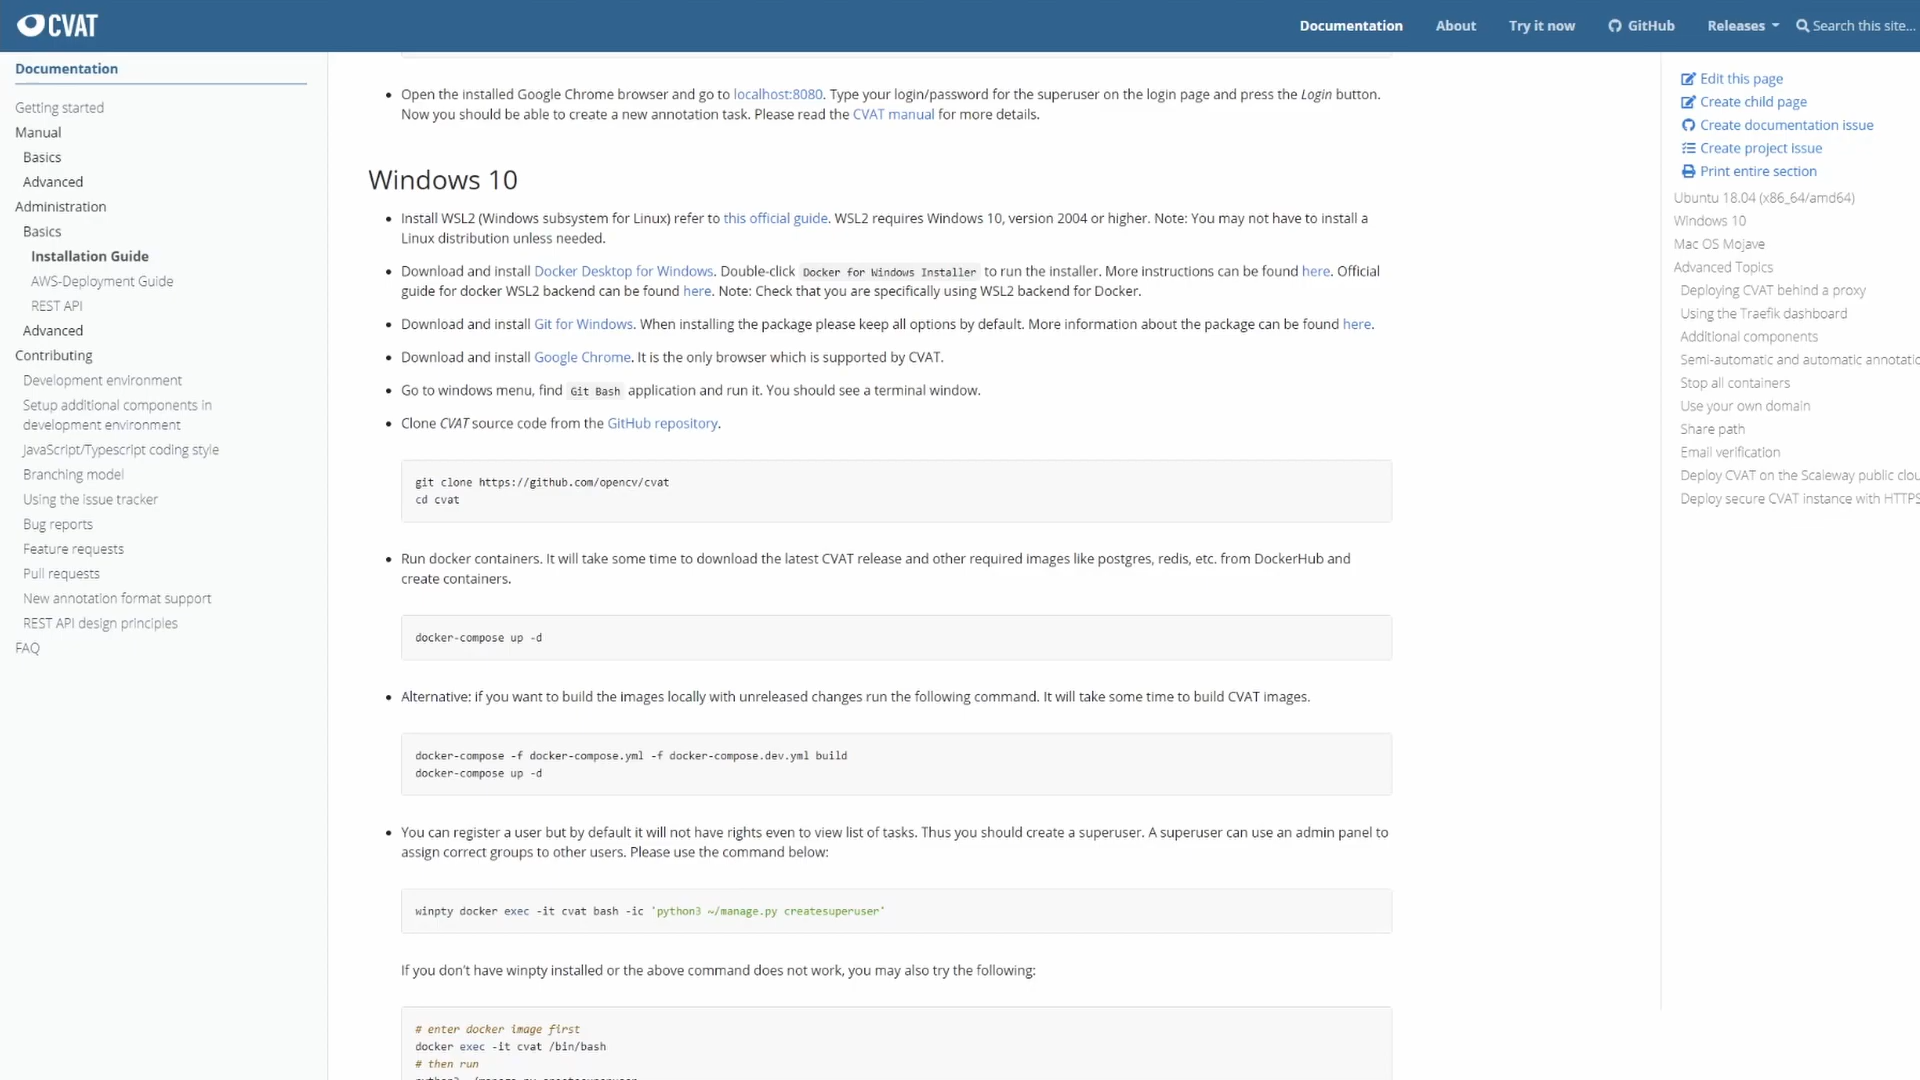 CVAT
Documentation
About
Try it now
GitHub
Releases
Search this site...
Documentation
Getting started
Manual
Basics
Advanced
Administration
Basics
Installation Guide
AWS-Deployment Guide
REST API
Advanced
Contributing
Development environment
Setup additional components in
development environment
JavaScript/Typescript coding style
Branching model
Using the issue tracker
Bug reports
Feature requests
Pull requests
New annotation format support
REST API design principles
FAQ
Open the installed Google Chrome browser and go to localhost:8080. Type your login/password for the superuser on the login page and press the Login button.
Now you should be able to create a new annotation task. Please read the CVAT manual for more details.
Windows 10
Install WSL2 (Windows subsystem for Linux) refer to this official guide. WSL2 requires Windows 10, version 2004 or higher. Note: You may not have to install a
Linux distribution unless needed.
Download and install Docker Desktop for Windows. Double-click Docker for Windows Installer to run the installer. More instructions can be found here. Official
guide for docker WSL2 backend can be found here. Note: Check that you are specifically using WSL2 backend for Docker.
Download and install Git for Windows. When installing the package please keep all options by default. More information about the package can be found here.
Download and install Google Chrome. It is the only browser which is supported by CVAT.
Go to windows menu, find Git Bash application and run it. You should see a terminal window.
Clone CVAT source code from the GitHub repository.
git clone https://github.com/opencv/cvat
cd cvat
Run docker containers. It will take some time to download the latest CVAT release and other required images like postgres, redis, etc. from DockerHub and
create containers.
docker-compose up -d
Alternative: if you want to build the images locally with unreleased changes run the following command. It will take some time to build CVAT images.
docker-compose -f docker-compose.yml -f docker-compose.dev.yml build
docker-compose up -d
You can register a user but by default it will not have rights even to view list of tasks. Thus you should create a superuser. A superuser can use an admin panel to
assign correct groups to other users. Please use the command below:
winpty docker exec -it cvat bash -ic 'python3 ~/manage.py createsuperuser'
If you don't have winpty installed or the above command does not work, you may also try the following:
# enter docker image first
docker exec -it cvat /bin/bash
# then run
Edit this page
Create child page
Create documentation issue
Create project issue
Print entire section
Ubuntu 18.04 (x86_64/amd64)
Windows 10
Mac OS Mojave
Advanced Topics
Deploying CVAT behind a proxy
Using the Traefik dashboard
Additional components
Semi-automatic and automatic annotatio
Stop all containers
Use your own domain
Share path
Email verification
Deploy CVAT on the Scaleway public clou
Deploy secure CVAT instance with HTTPS